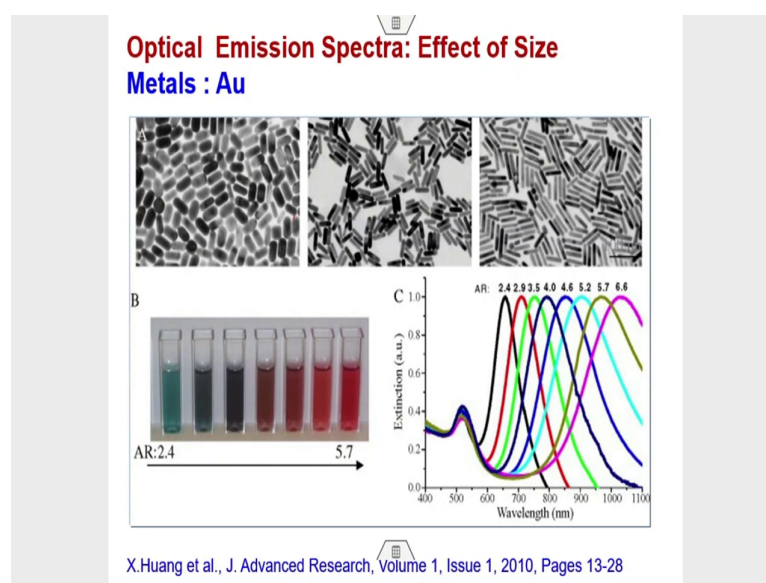 Optical Emission Spectra: Effect of Size
Metals : Au
A
B
AR:2.4 5.7
C
AR: 2.4 2.9 3.5 4.0 4.6 5.2 5.7 6.6
Extinction (a.u.)
1.0
0.8
0.6
0.4
0.2
0.0
400 500 600 700 800 900 1000 1100
Wavelength (nm)
X.Huang et al., J. Advanced Research, Volume 1, Issue 1, 2010, Pages 13-28